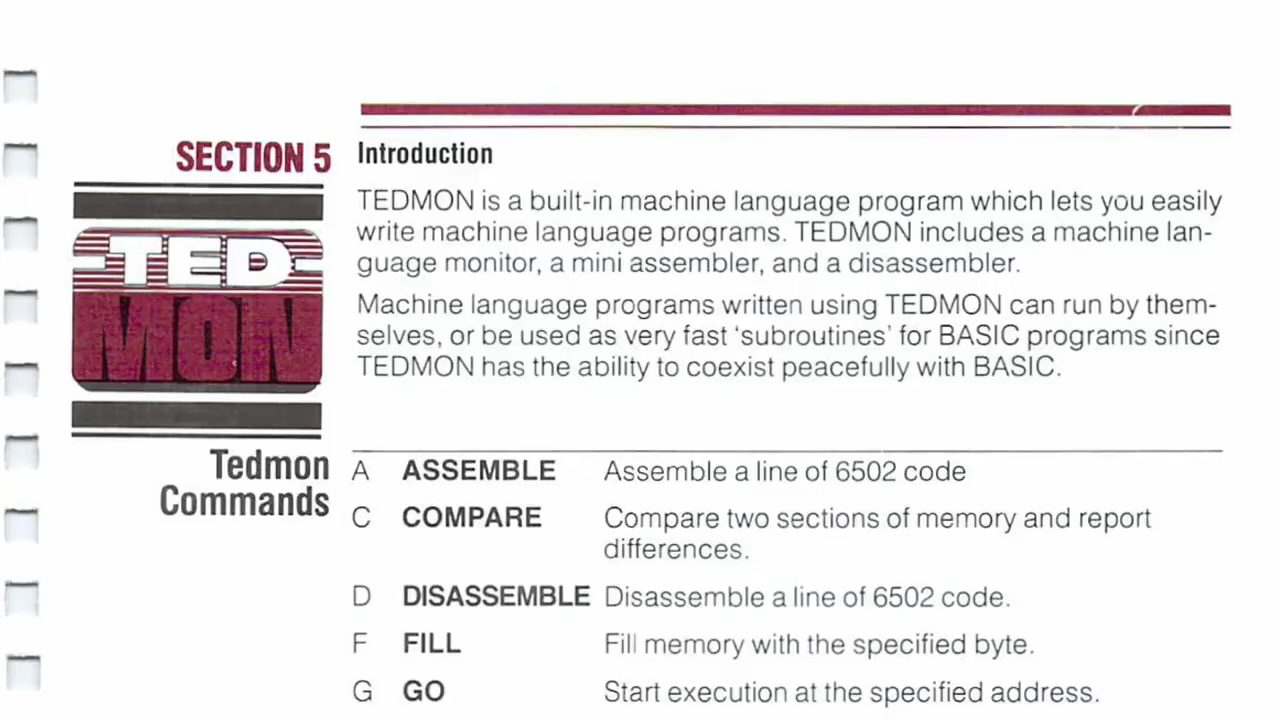 SECTION 5
TED
MON
Introduction
TEDMON is a built-in machine language program which lets you easily
write machine language programs. TEDMON includes a machine lan-
guage monitor, a mini assembler, and a disassembler.
Machine language programs written using TEDMON can run by them-
selves, or be used as very fast ‘subroutines’ for BASIC programs since
TEDMON has the ability to coexist peacefully with BASIC.
Tedmon
Commands
A ASSEMBLE Assemble a line of 6502 code
C COMPARE Compare two sections of memory and report
differences.
D DISASSEMBLE Disassemble a line of 6502 code.
F FILL Fill memory with the specified byte.
G GO Start execution at the specified address.